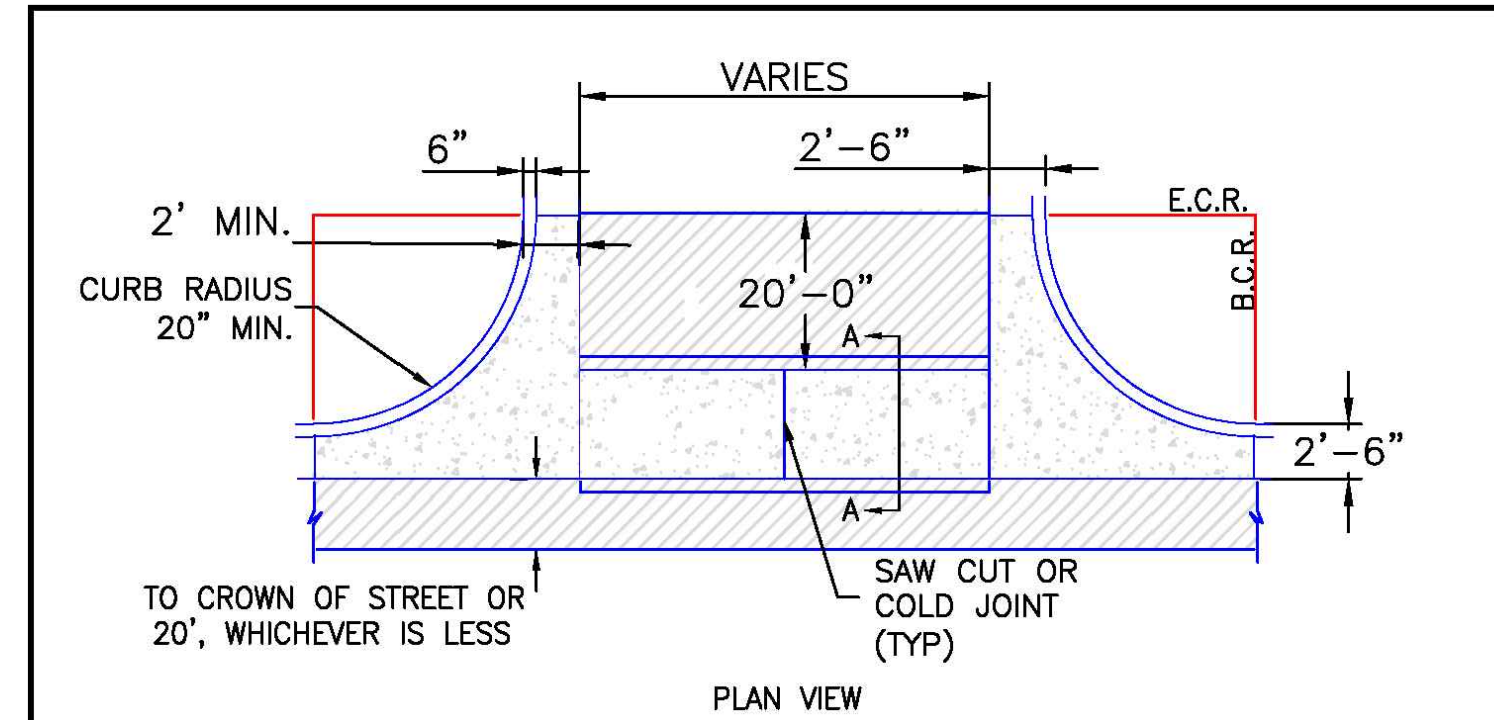 VARIES
6”
2’-6”
E.C.R.
2’ MIN.
B.C.R.
CURB RADIUS
20” MIN.
20’-0”
A
2’-6”
A
SAW CUT OR
COLD JOINT
(TYP)
TO CROWN OF STREET OR
20’, WHICHEVER IS LESS
PLAN VIEW